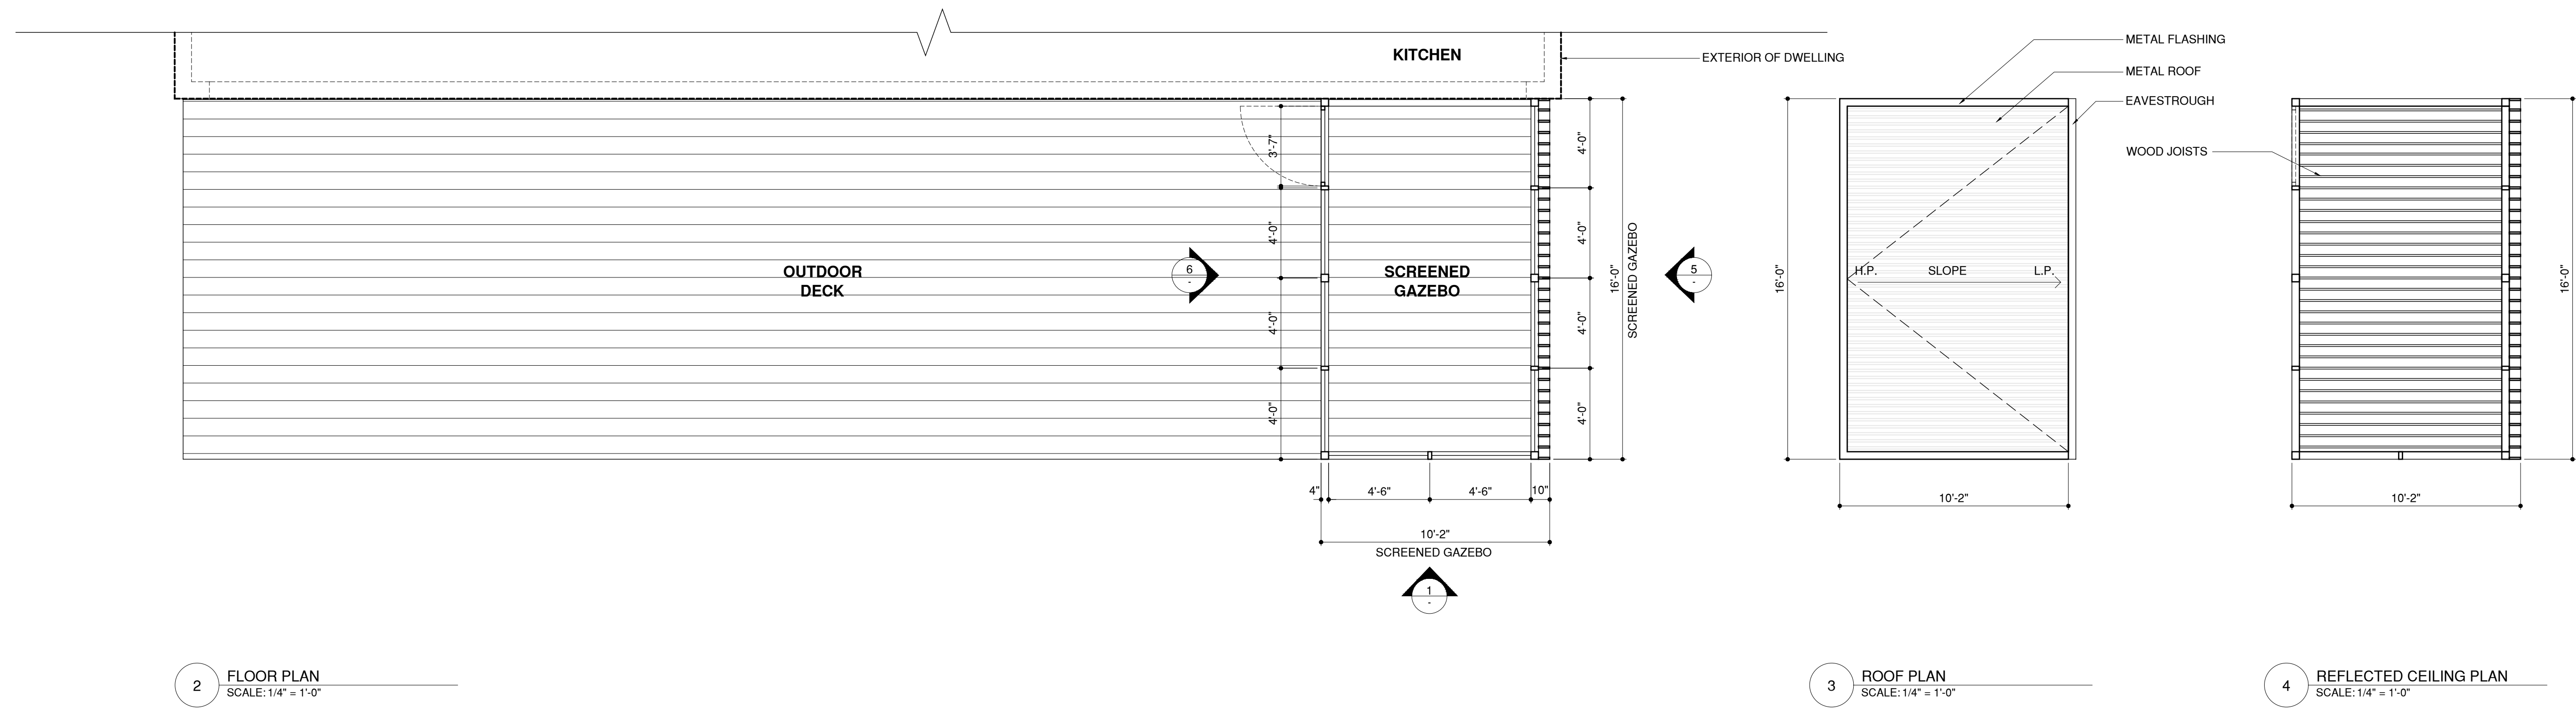 KITCHEN
EXTERIOR OF DWELLING
3'-7"
4'-0"
4'-0"
4'-0"
OUTDOOR
DECK
6
-
SCREENED
GAZEBO
4'-0"
4'-0"
4'-0"
4'-0"
16'-0"
SCREENED GAZEBO
5
-
4"
4'-6"
4'-6"
10"
10'-2"
SCREENED GAZEBO
1
-
2
FLOOR PLAN
SCALE: 1/4" = 1'-0"
METAL FLASHING
METAL ROOF
EAVESTROUGH
16'-0"
H.P.
SLOPE
L.P.
10'-2"
3
ROOF PLAN
SCALE: 1/4" = 1'-0"
WOOD JOISTS
16'-0"
10'-2"
4
REFLECTED CEILING PLAN
SCALE: 1/4" = 1'-0"